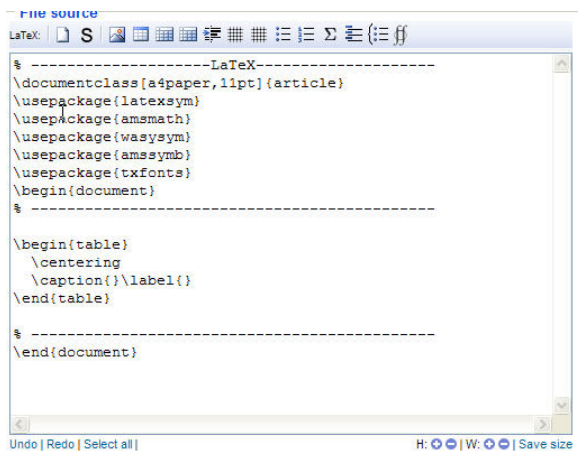 File source
LaTeX: S Σ ∯
% --------------------LaTeX--------------------
\documentclass[a4paper,11pt]{article}
\usepackage{latexsym}
\usepackage{amsmath}
\usepackage{wasysym}
\usepackage{amssymb}
\usepackage{txfonts}
\begin{document}
% ---------------------------------------------
\begin{table}
  \centering
  \caption{}\label{}
\end{table}
% ---------------------------------------------
\end{document}
Undo | Redo | Select all | H: | W: | Save size